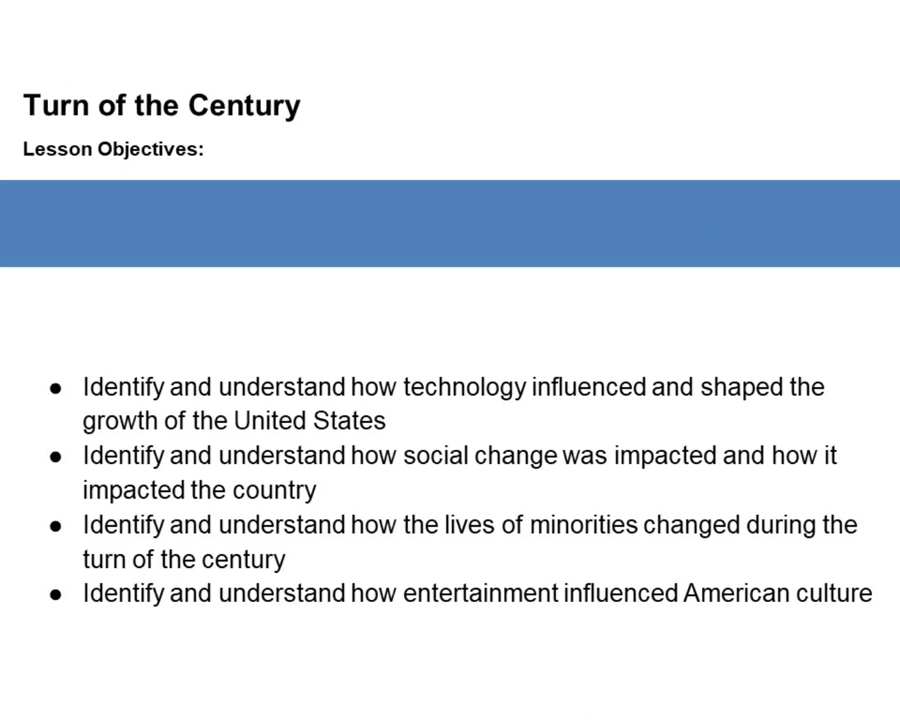 Turn of the Century
Lesson Objectives:
● Identify and understand how technology influenced and shaped the
growth of the United States
● Identify and understand how social change was impacted and how it
impacted the country
● Identify and understand how the lives of minorities changed during the
turn of the century
● Identify and understand how entertainment influenced American culture